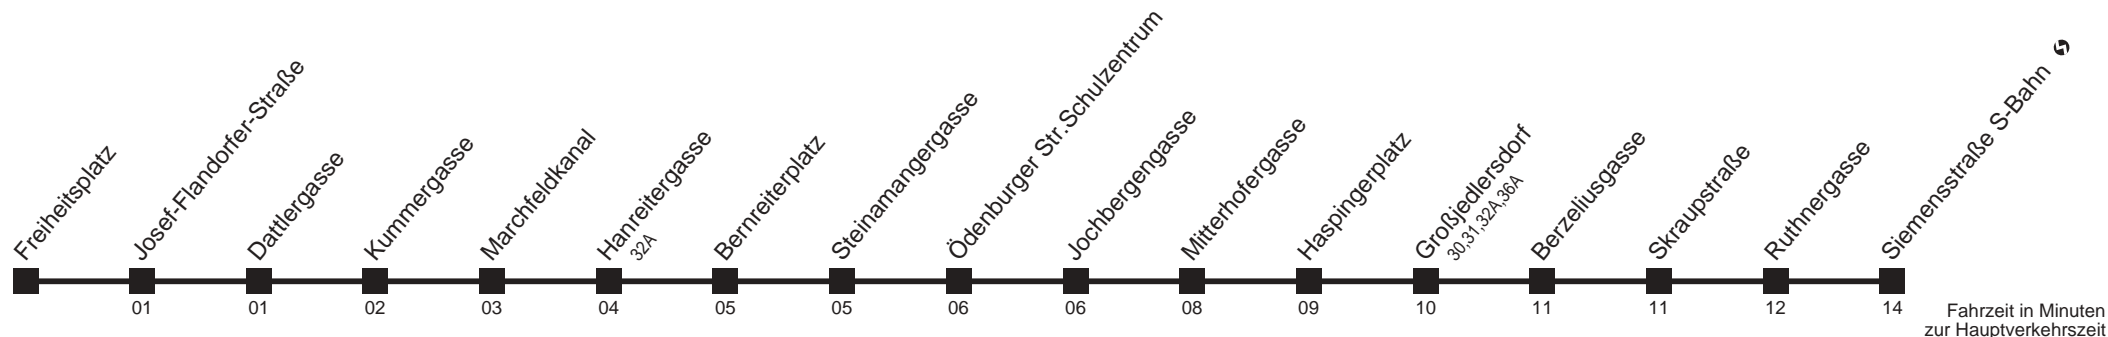 Freiheitsplatz
Josef-Flandorfer-Straße
Dattlergasse
Kummergasse
Marchfeldkanal
Hanreitergasse
32A
Bernreiterplatz
Steinamangergasse
Ödenburger Str.Schulzentrum
Jochbergengasse
Mitterhofergasse
Haspingerplatz
Großjedlersdorf
30,31,32A,36A
Berzeliusgasse
Skraupstraße
Ruthnergasse
Siemensstraße S-Bahn
01 01 02 03 04 05 05 06 06 08 09 10 11 11 12 14
Fahrzeit in Minuten
zur Hauptverkehrszeit